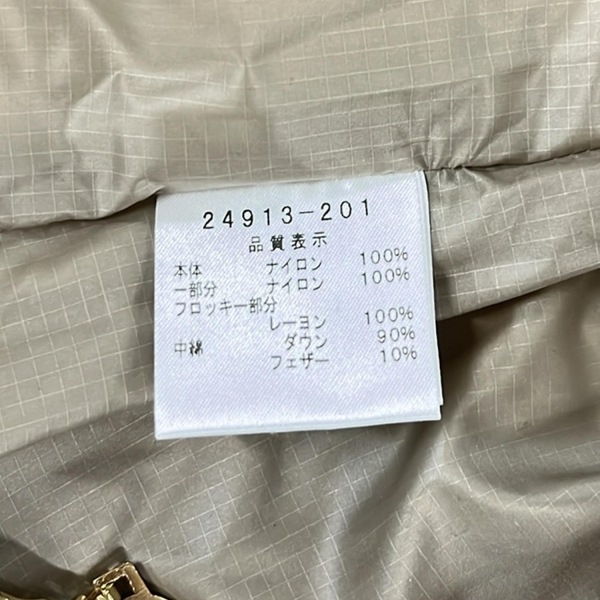 24913-201
品質表示
本体 ナイロン 100%
一部分 ナイロン 100%
フロッキー部分
レーヨン 100%
中綿 ダウン 90%
フェザー 10%